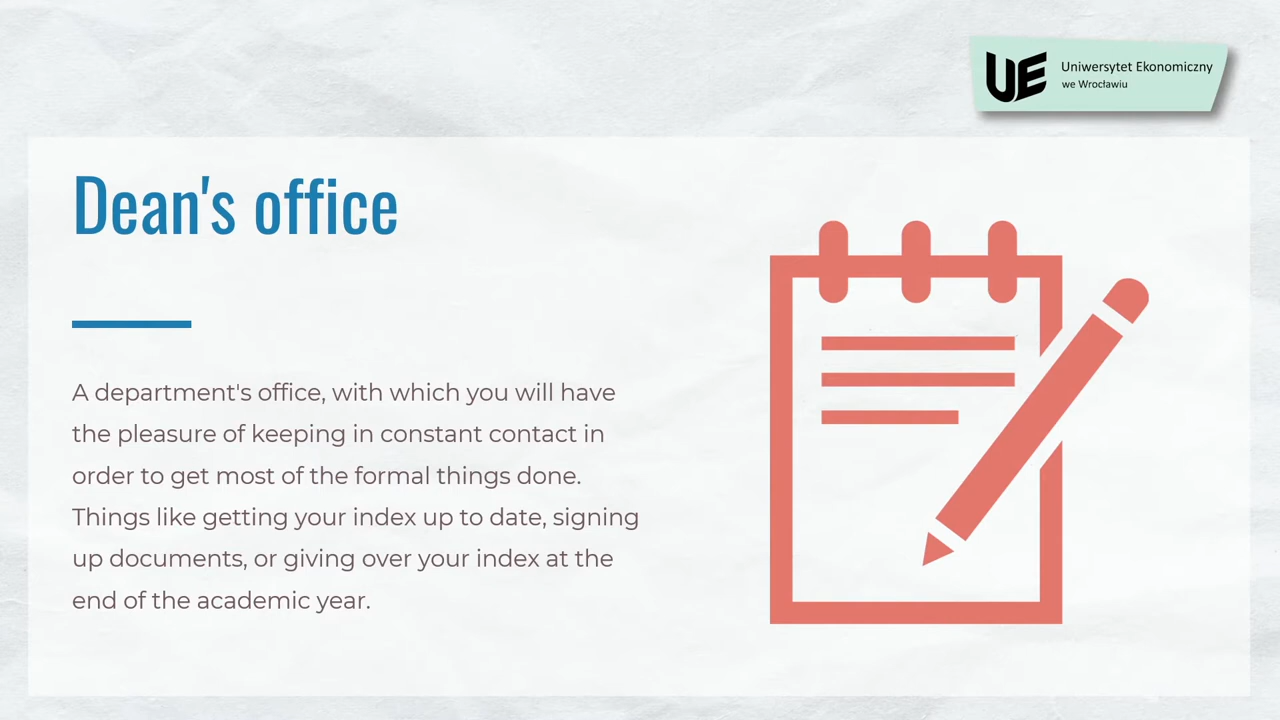 UE Uniwersytet Ekonomiczny
we Wrocławiu
Dean's office
A department's office, with which you will have
the pleasure of keeping in constant contact in
order to get most of the formal things done.
Things like getting your index up to date, signing
up documents, or giving over your index at the
end of the academic year.